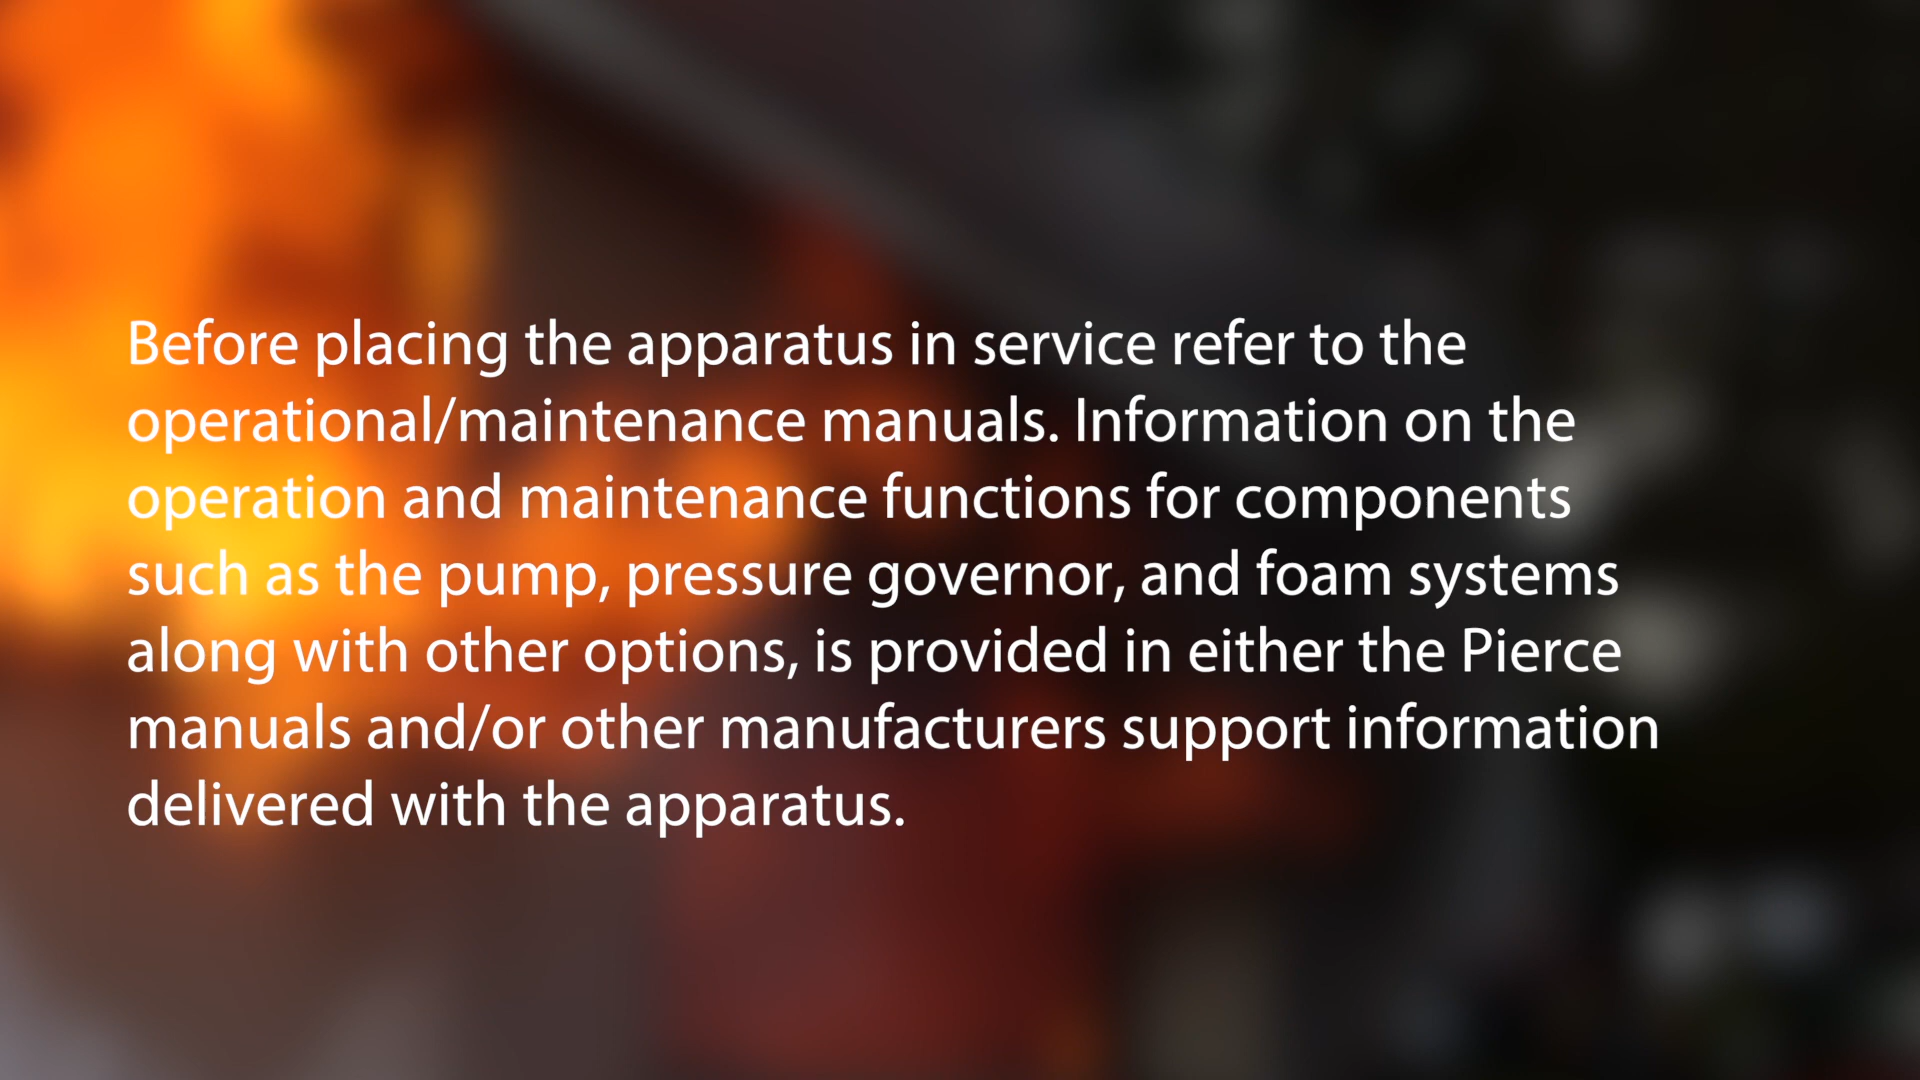 Before placing the apparatus in service refer to the
operational/maintenance manuals. Information on the
operation and maintenance functions for components
such as the pump, pressure governor, and foam systems
along with other options, is provided in either the Pierce
manuals and/or other manufacturers support information
delivered with the apparatus.